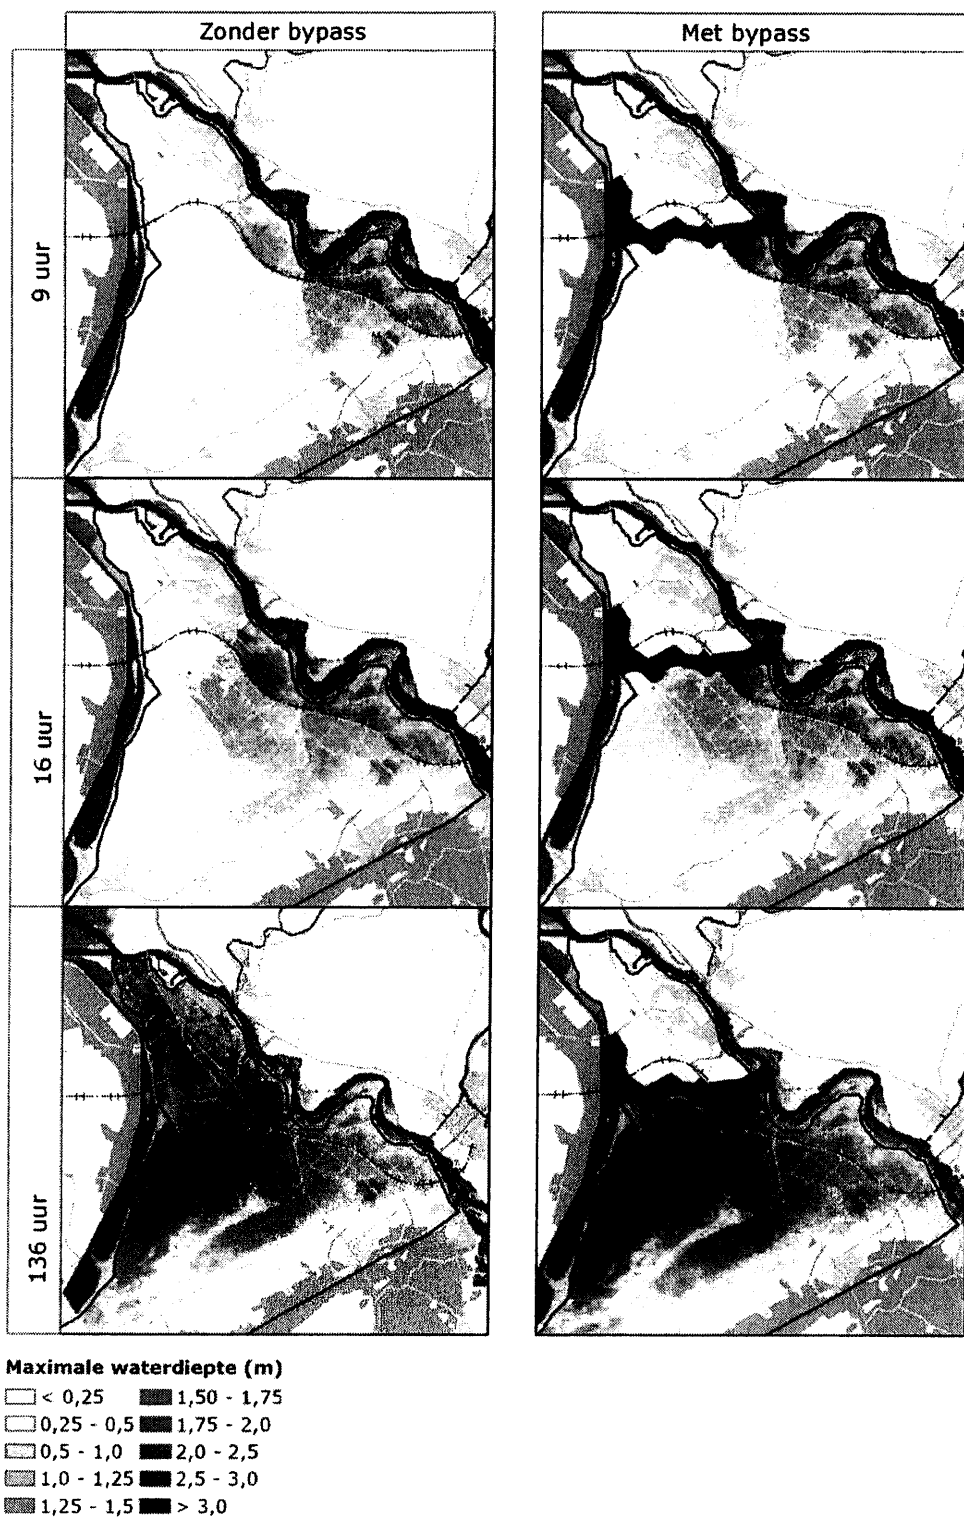 Zonder bypass
Met bypass
9 uur
16 uur
136 uur
Maximale waterdiepte (m)
< 0,25
0,25 - 0,5
0,5 - 1,0
1,0 - 1,25
1,25 - 1,5
1,50 - 1,75
1,75 - 2,0
2,0 - 2,5
2,5 - 3,0
> 3,0